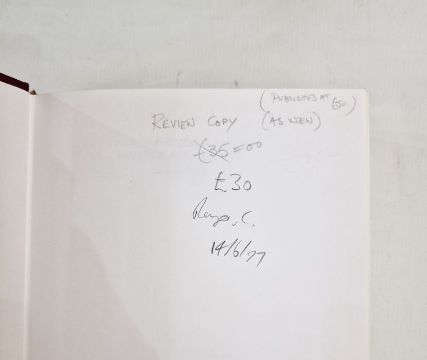 (PUBLISHED AT £50)
REVIEW COPY (AS NEW)
£35=00
£30
C.
14/6/77